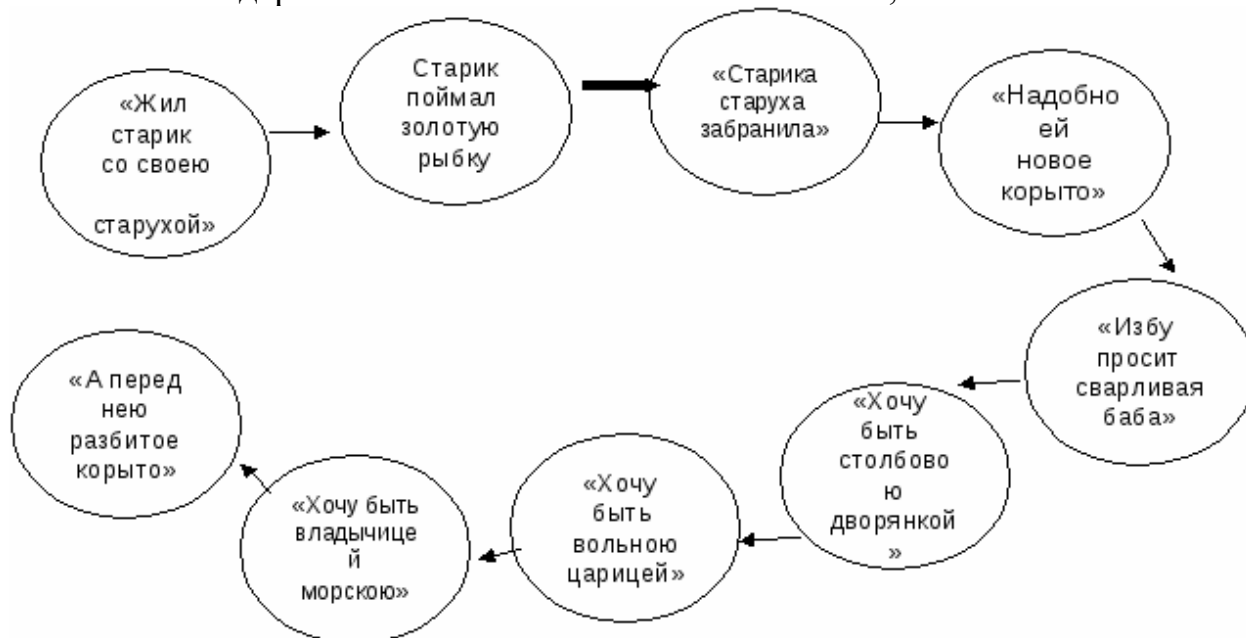 «Жил
старик
со своею
старухой»
Старик
поймал
золотую
рыбку
«Старика
старуха
забранила»
«Надобно
ей
новое
корыто»
«Избу
просит
сварливая
баба»
«Хочу
быть
столбово
ю
дворянкой
»
«Хочу
быть
вольною
царицей»
«Хочу быть
владычице
й
морскою»
«А перед
нею
разбитое
корыто»